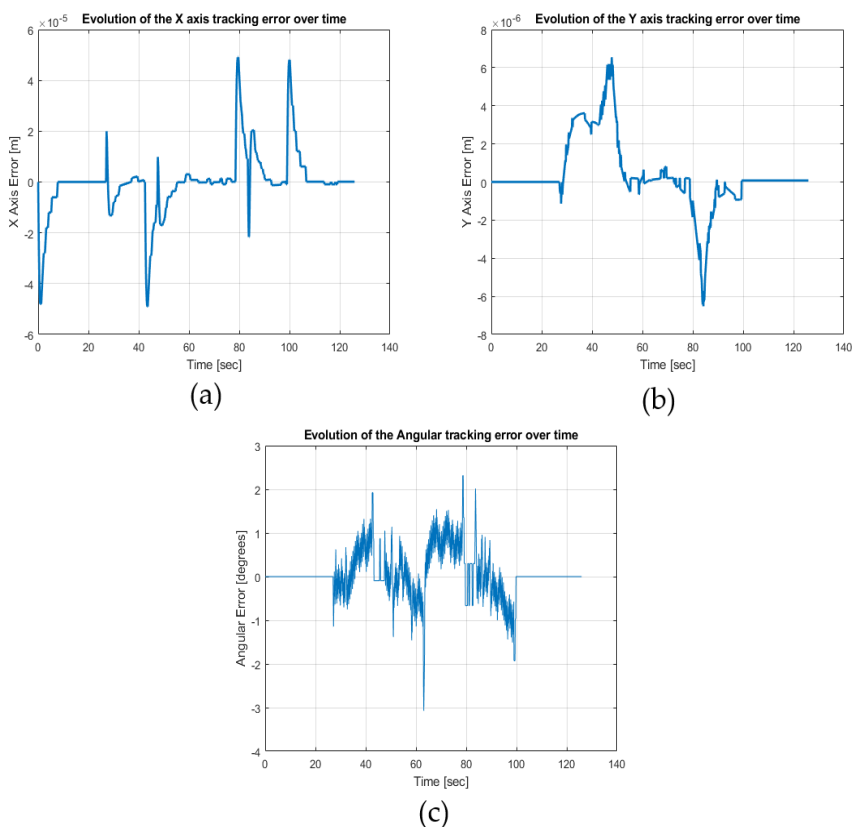 Evolution of the X axis tracking error over time
×10⁻⁵
6
4
2
0
-2
-4
-6
X Axis Error [m]
0 20 40 60 80 100 120 140
Time [sec]
(a)
Evolution of the Y axis tracking error over time
×10⁻⁶
8
6
4
2
0
-2
-4
-6
-8
Y Axis Error [m]
0 20 40 60 80 100 120 140
Time [sec]
(b)
Evolution of the Angular tracking error over time
3
2
1
0
-1
-2
-3
-4
Angular Error [degrees]
0 20 40 60 80 100 120 140
Time [sec]
(c)